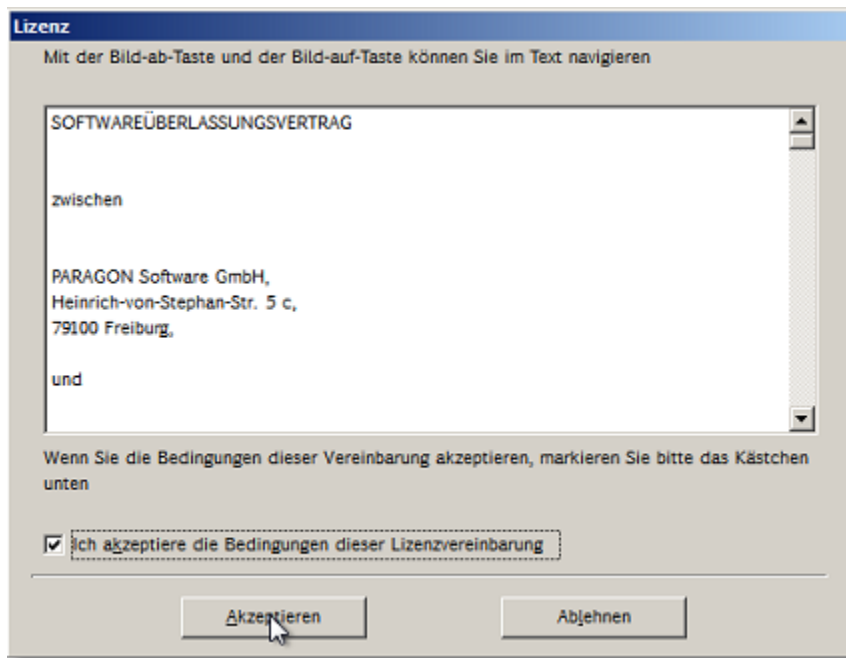 Lizenz
Mit der Bild-ab-Taste und der Bild-auf-Taste können Sie im Text navigieren
SOFTWAREÜBERLASSUNGSVERTRAG
zwischen
PARAGON Software GmbH,
Heinrich-von-Stephan-Str. 5 c,
79100 Freiburg,
und
Wenn Sie die Bedingungen dieser Vereinbarung akzeptieren, markieren Sie bitte das Kästchen
unten
Ich akzeptiere die Bedingungen dieser Lizenzvereinbarung
Akzeptieren
Ablehnen